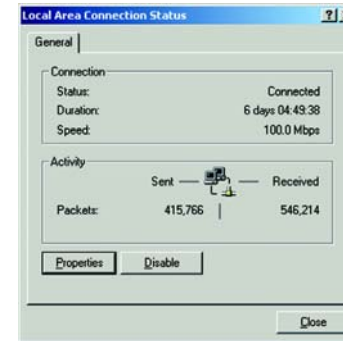 Local Area Connection Status ?
General
Connection
Status: Connected
Duration: 6 days 04:49:38
Speed: 100.0 Mbps
Activity
Sent Received
Packets: 415,766 546,214
Properties Disable
Close